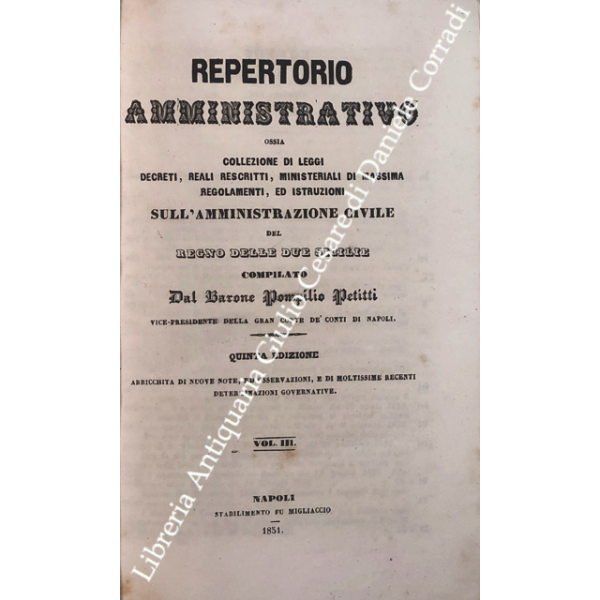 REPERTORIO
AMMINISTRATIVO
OSSIA
COLLEZIONE DI LEGGI
DECRETI, REALI RESCRITTI, MINISTERIALI DI MASSIMA
REGOLAMENTI, ED ISTRUZIONI
SULL'AMMINISTRAZIONE CIVILE
DEL
REGNO DELLE DUE SICILIE
COMPILATO
Dal Barone Pompilio Petitti
VICE-PRESIDENTE DELLA GRAN CORTE DE' CONTI DI NAPOLI.
QUINTA EDIZIONE
ARRICCHITA DI NUOVE NOTE, ED OSSERVAZIONI, E DI MOLTISSIME RECENTI
DETERMINAZIONI GOVERNATIVE.
VOL. III.
NAPOLI
STABILIMENTO FU MIGLIACCIO
1851.
Libreria Antiquaria Giulio Cesare di Daniele Corradi